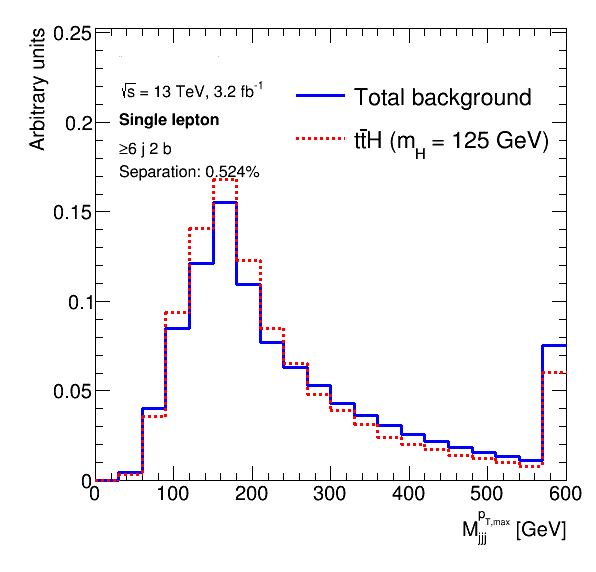 Arbitrary units
0.25
0.2
0.15
0.1
0.05
0
√s = 13 TeV, 3.2 fb⁻¹
Single lepton
≥6 j 2 b
Separation: 0.524%
Total background
tt̄H (m_H = 125 GeV)
0 100 200 300 400 500 600
M_jjj^p_T,max [GeV]